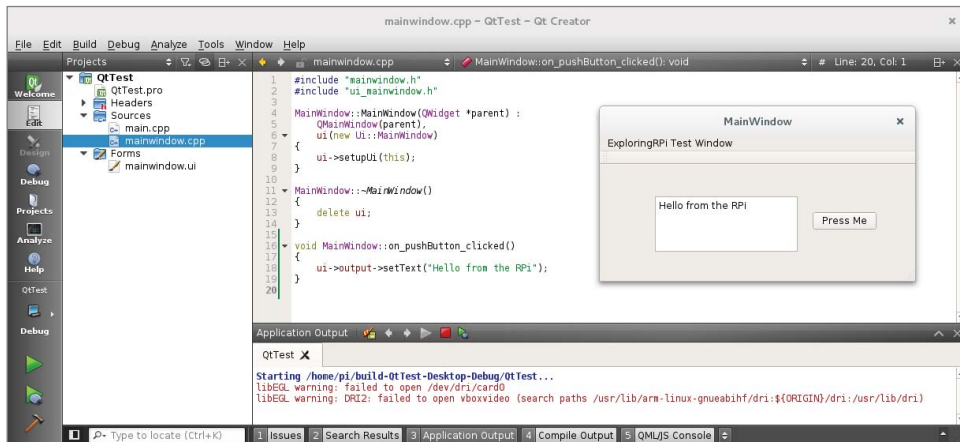 mainwindow.cpp - QtTest - Qt Creator
File Edit Build Debug Analyze Tools Window Help
Projects
mainwindow.cpp
MainWindow::on_pushButton_clicked(): void
# Line: 20, Col: 1
Qt
Welcome
Edit
Design
Debug
Projects
Analyze
Help
QtTest
Debug
QtTest
QtTest.pro
Headers
Sources
main.cpp
mainwindow.cpp
Forms
mainwindow.ui
1 #include "mainwindow.h"
2 #include "ui_mainwindow.h"
3
4 MainWindow::MainWindow(QWidget *parent) :
5 QMainWindow(parent),
6 ui(new Ui::MainWindow)
7 {
8 ui->setupUi(this);
9 }
10
11 MainWindow::~MainWindow()
12 {
13 delete ui;
14 }
15
16 void MainWindow::on_pushButton_clicked()
17 {
18 ui->output->setText("Hello from the RPi");
19 }
20
MainWindow
ExploringRPi Test Window
Hello from the RPi
Press Me
Application Output
QtTest
Starting /home/pi/build-QtTest-Desktop-Debug/QtTest...
libEGL warning: failed to open /dev/dri/card0
libEGL warning: DRI2: failed to open vboxvideo (search paths /usr/lib/arm-linux-gnueabihf/dri:${ORIGIN}/dri:/usr/lib/dri)
Type to locate (Ctrl+K)
1 Issues 2 Search Results 3 Application Output 4 Compile Output 5 QML/JS Console